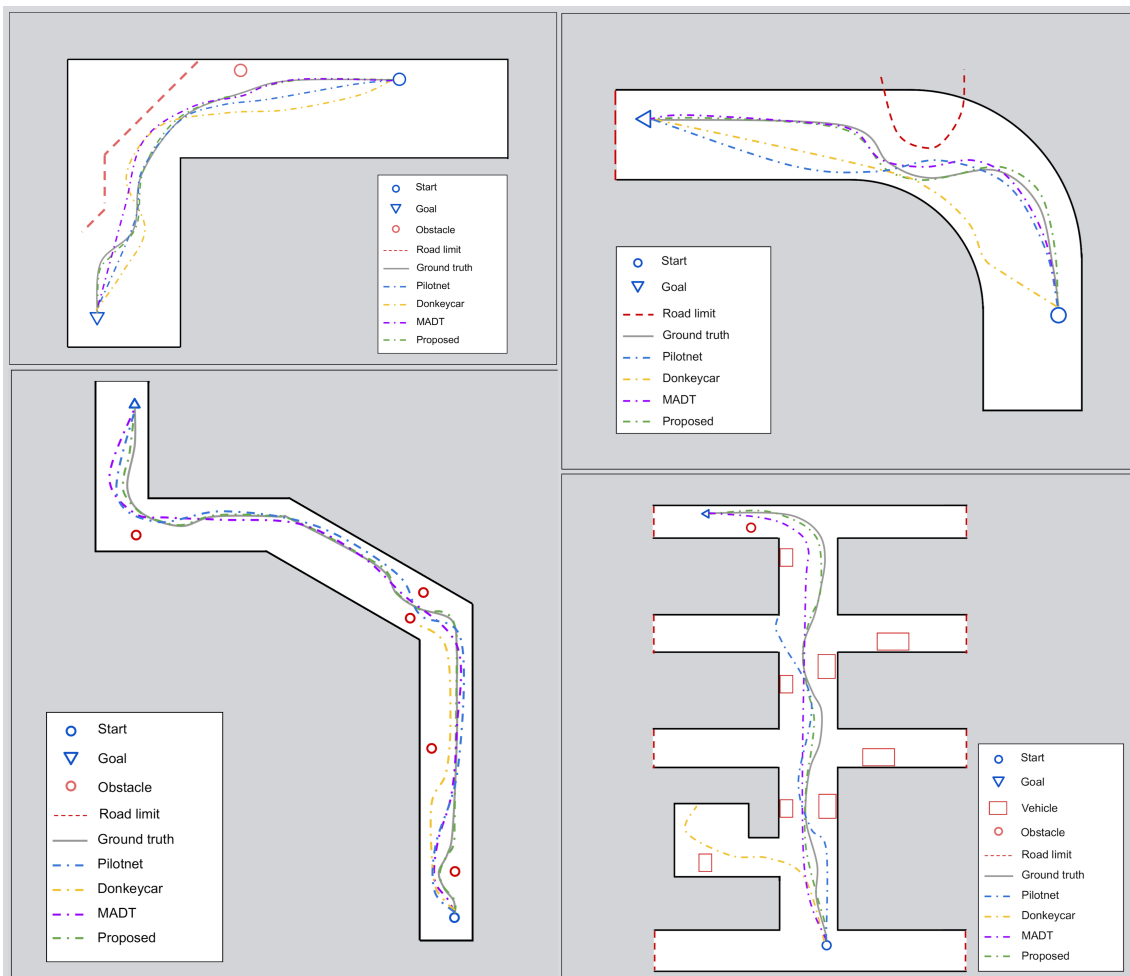 Start
Goal
Obstacle
Road limit
Ground truth
Pilotnet
Donkeycar
MADT
Proposed
Start
Goal
Road limit
Ground truth
Pilotnet
Donkeycar
MADT
Proposed
Start
Goal
Obstacle
Road limit
Ground truth
Pilotnet
Donkeycar
MADT
Proposed
Start
Goal
Vehicle
Obstacle
Road limit
Ground truth
Pilotnet
Donkeycar
MADT
Proposed